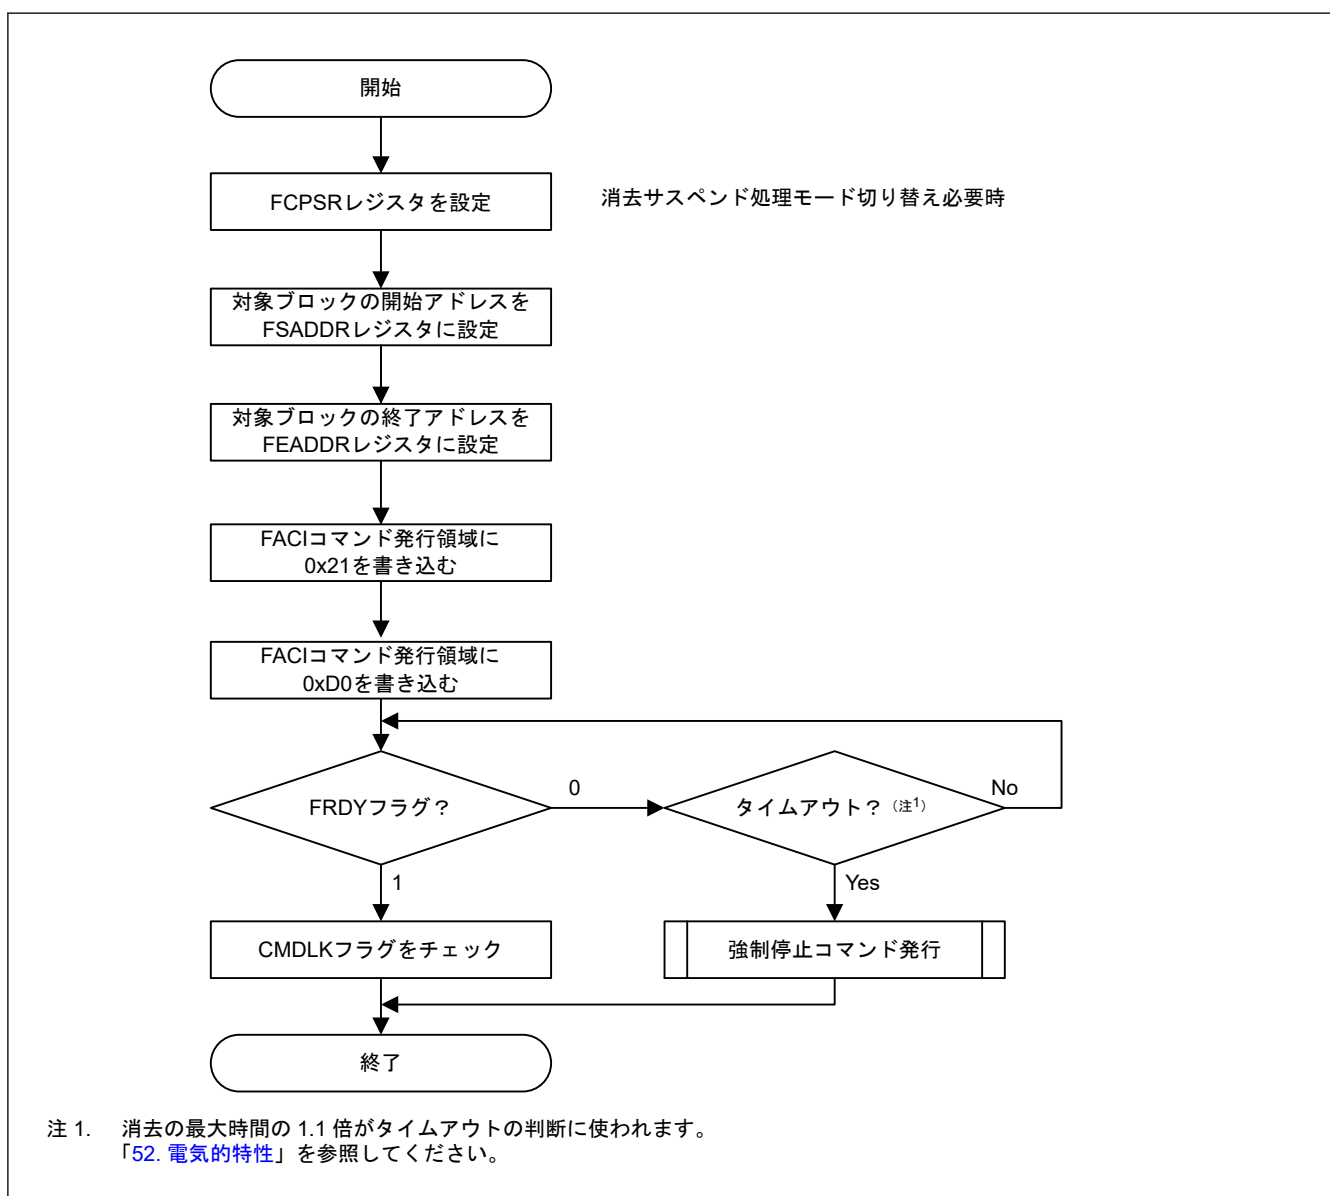 開始
FCPSRレジスタを設定
消去サスペンド処理モード切り替え必要時
対象ブロックの開始アドレスを
FSADDRレジスタに設定
対象ブロックの終了アドレスを
FEADDRレジスタに設定
FACIコマンド発行領域に
0x21を書き込む
FACIコマンド発行領域に
0xD0を書き込む
FRDYフラグ？
0
タイムアウト？（注1）
No
1
Yes
CMDLKフラグをチェック
強制停止コマンド発行
終了
注 1. 消去の最大時間の 1.1 倍がタイムアウトの判断に使われます。
「52. 電気的特性」を参照してください。